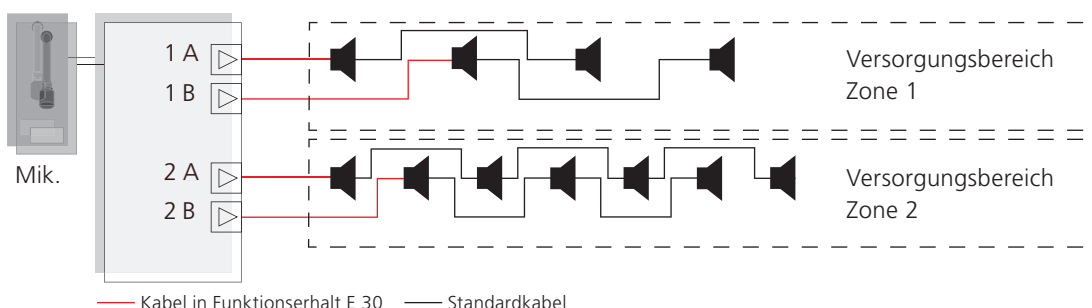 1 A
1 B
Versorgungsbereich
Zone 1
Mik.
2 A
2 B
Versorgungsbereich
Zone 2
Kabel in Funktionserhalt E 30
Standardkabel